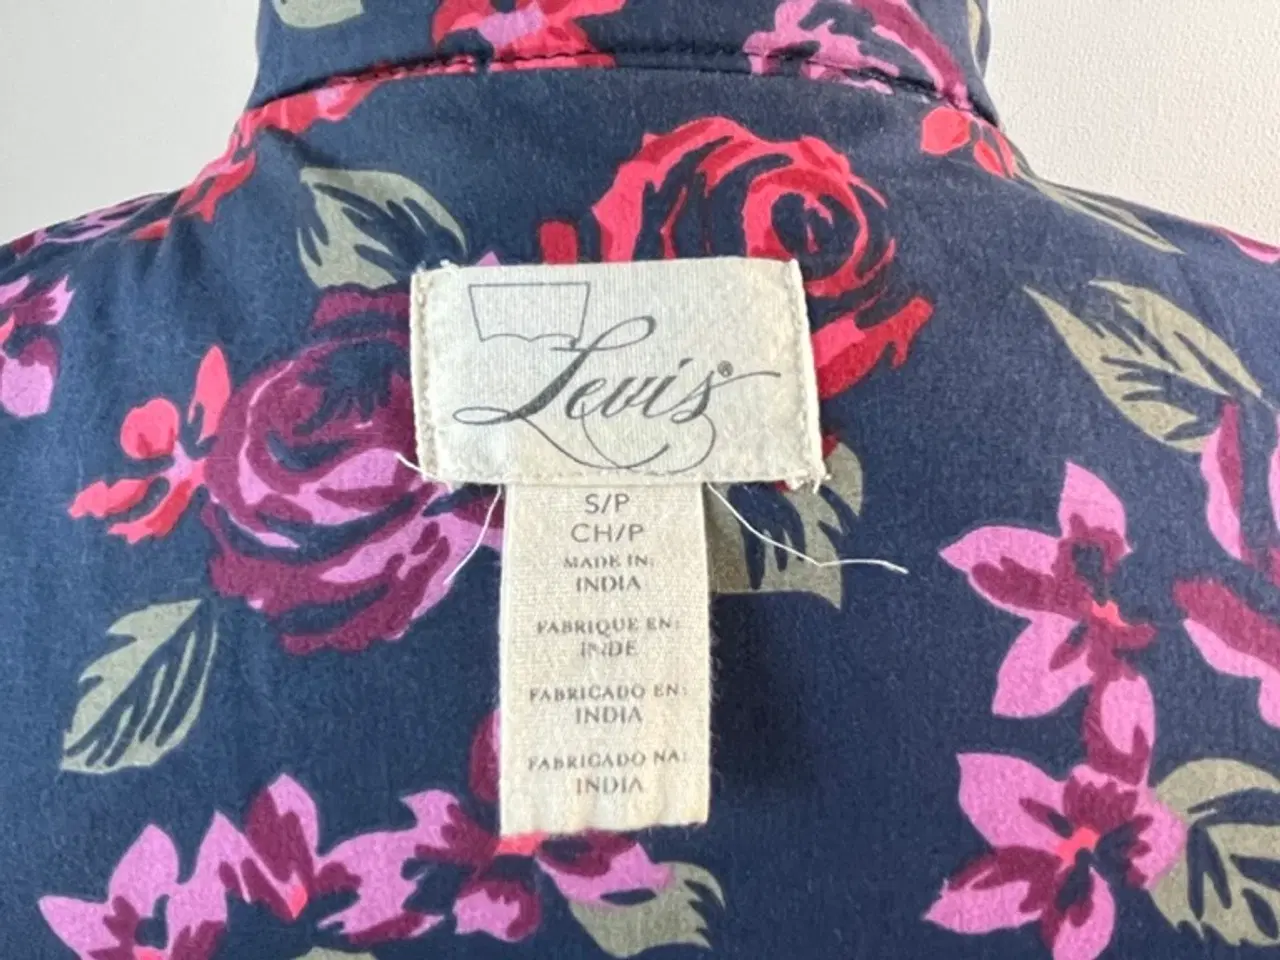 Levi's®
S/P
CH/P
MADE IN:
INDIA
FABRIQUE EN:
INDE
FABRICADO EN:
INDIA
FABRICADO NA:
INDIA